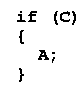 if (C)
{
   A;
}